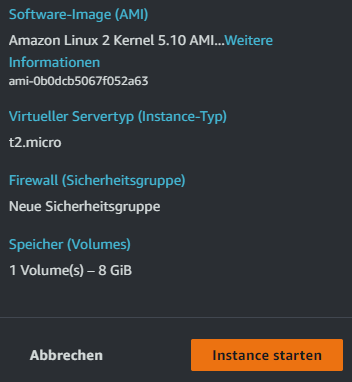 Software-Image (AMI)
Amazon Linux 2 Kernel 5.10 AMI...Weitere
Informationen
ami-0b0dcb5067f052a63
Virtueller Servertyp (Instance-Typ)
t2.micro
Firewall (Sicherheitsgruppe)
Neue Sicherheitsgruppe
Speicher (Volumes)
1 Volume(s) – 8 GiB
Abbrechen
Instance starten